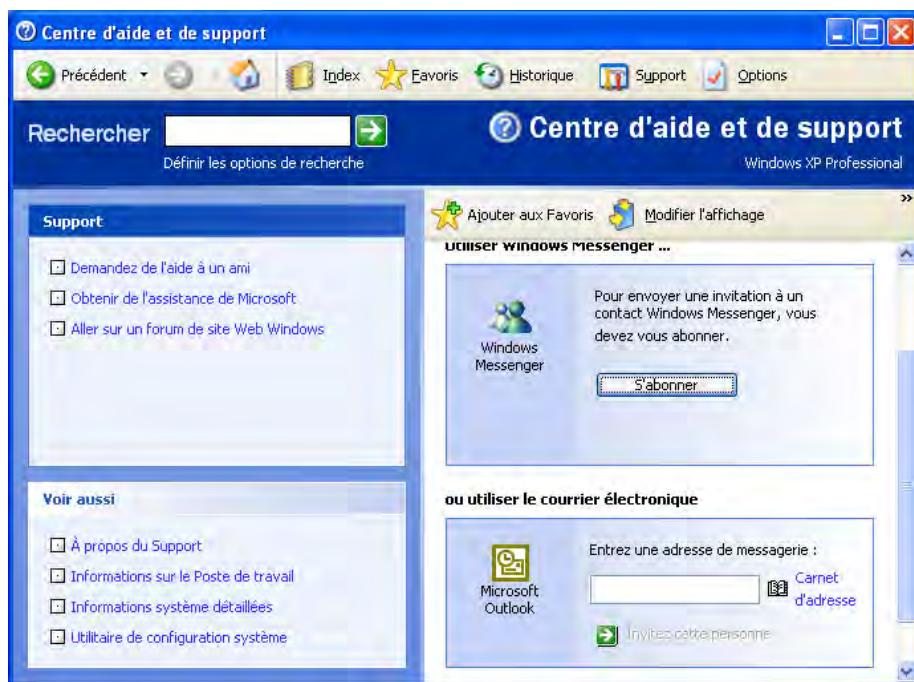 Centre d'aide et de support
Précédent
Index
Favoris
Historique
Support
Options
Rechercher
Définir les options de recherche
Centre d'aide et de support
Windows XP Professional
Support
Demandez de l'aide à un ami
Obtenir de l'assistance de Microsoft
Aller sur un forum de site Web Windows
Voir aussi
À propos du Support
Informations sur le Poste de travail
Informations système détaillées
Utilitaire de configuration système
Ajouter aux Favoris
Modifier l'affichage
»
Utiliser Windows Messenger ...
Windows
Messenger
Pour envoyer une invitation à un
contact Windows Messenger, vous
devez vous abonner.
S'abonner
ou utiliser le courrier électronique
Microsoft
Outlook
Entrez une adresse de messagerie :
Carnet
d'adresse
Invitez cette personne